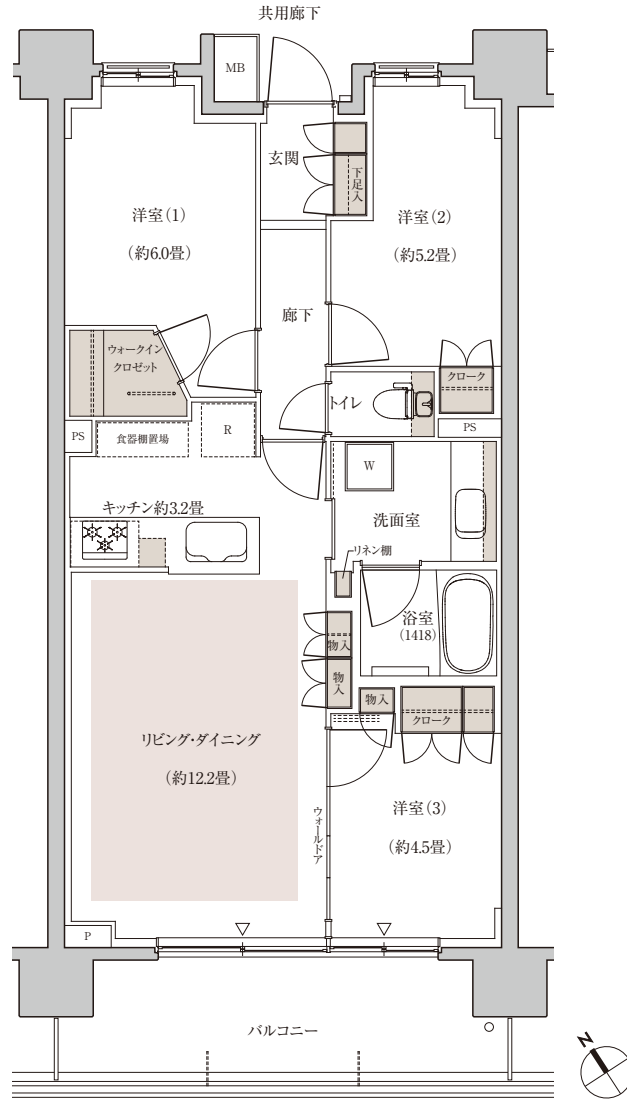 共用廊下
MB
玄関
下足入
洋室(1)
(約6.0畳)
洋室(2)
(約5.2畳)
廊下
ウォークイン
クロゼット
トイレ
クローク
PS
PS
食器棚置場
R
W
キッチン約3.2畳
洗面室
リネン棚
浴室
(1418)
物入
物入
物入
クローク
リビング・ダイニング
(約12.2畳)
ウォールドア
洋室(3)
(約4.5畳)
P
バルコニー
N